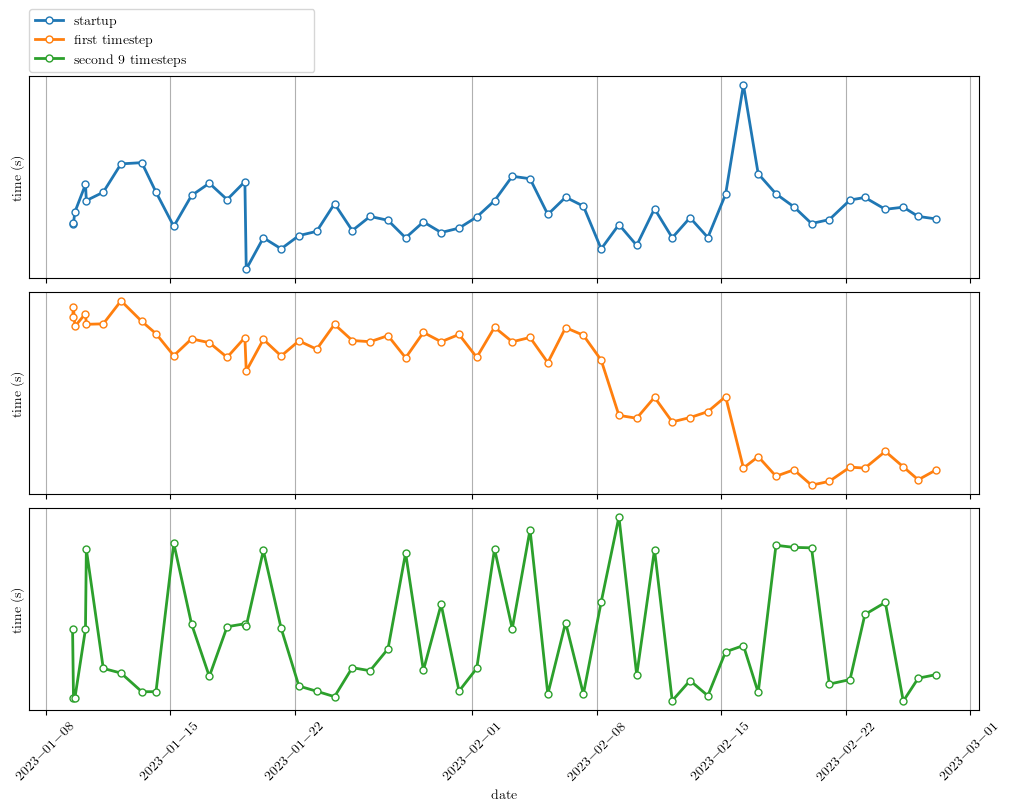 startup
first timestep
second 9 timesteps
time (s)
time (s)
time (s)
2023−01−08
2023−01−15
2023−01−22
2023−02−01
2023−02−08
2023−02−15
2023−02−22
2023−03−01
date